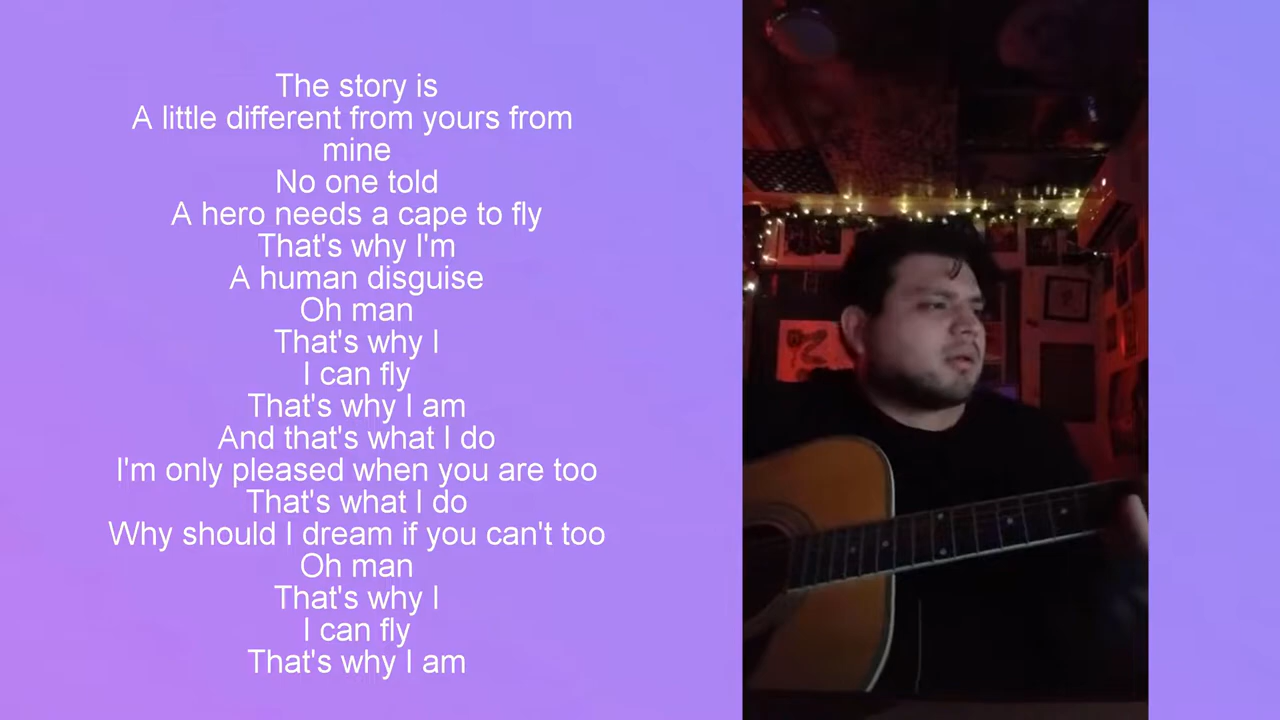 The story is
A little different from yours from
mine
No one told
A hero needs a cape to fly
That's why I'm
A human disguise
Oh man
That's why I
I can fly
That's why I am
And that's what I do
I'm only pleased when you are too
That's what I do
Why should I dream if you can't too
Oh man
That's why I
I can fly
That's why I am